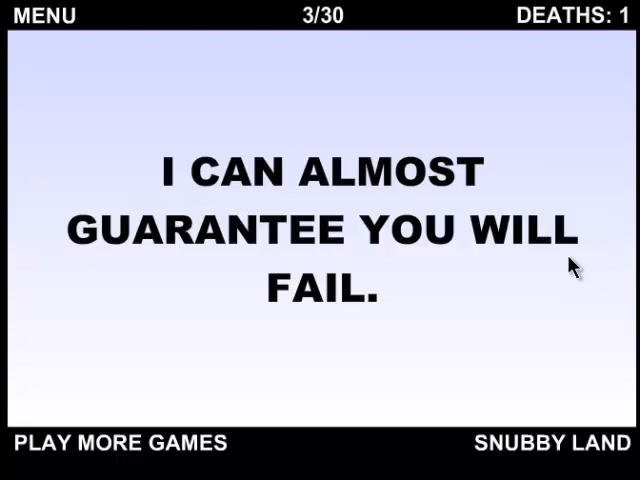 MENU 3/30 DEATHS: 1
I CAN ALMOST
GUARANTEE YOU WILL
FAIL.
PLAY MORE GAMES SNUBBY LAND